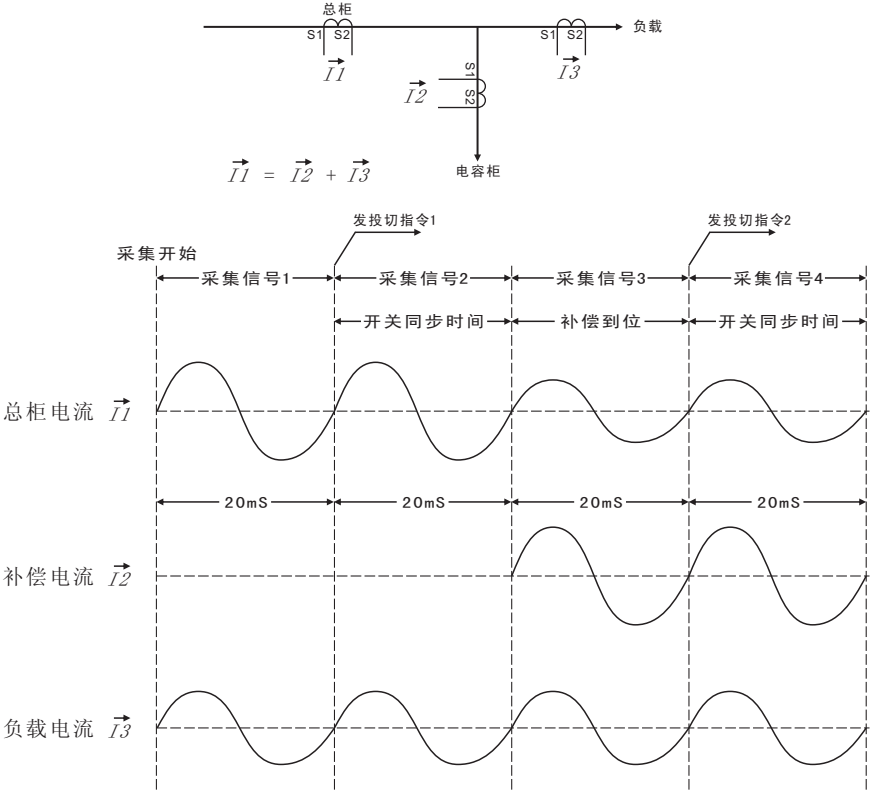 总柜
S1 S2
I1
S1 S2
I3
负载
I2
S1
S2
电容柜
I1 = I2 + I3
发投切指令1
发投切指令2
采集开始
采集信号1
采集信号2
采集信号3
采集信号4
开关同步时间
补偿到位
开关同步时间
总柜电流 I1
20mS
20mS
20mS
20mS
补偿电流 I2
负载电流 I3